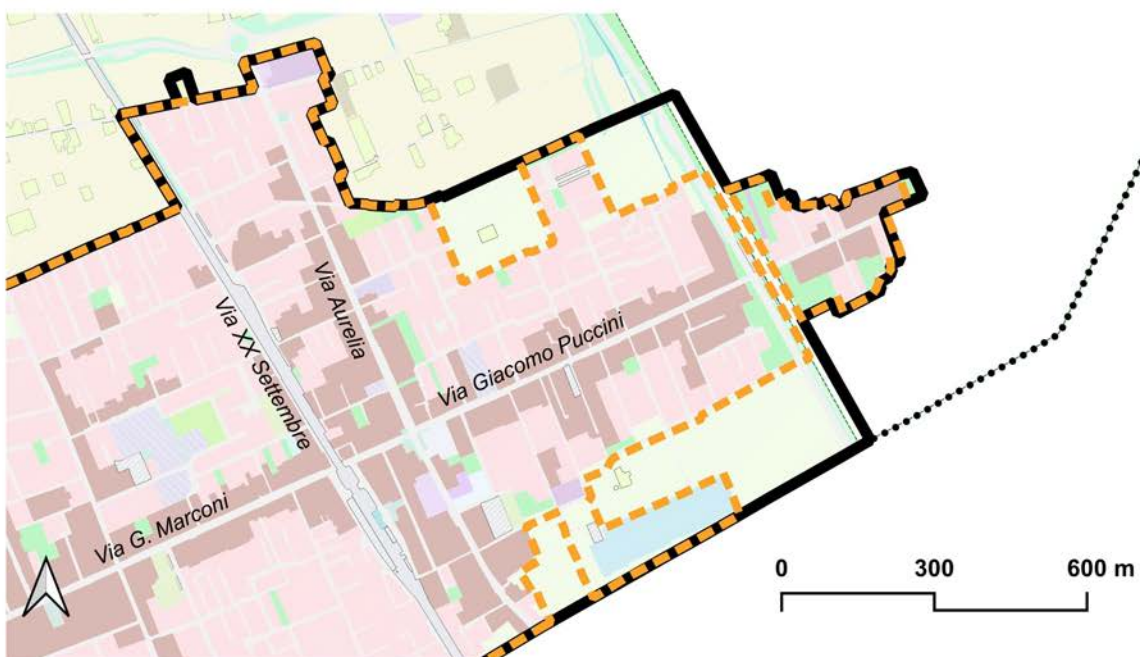 Via Aurelia
Via XX Settembre
Via Giacomo Puccini
Via G. Marconi
0 300 600 m